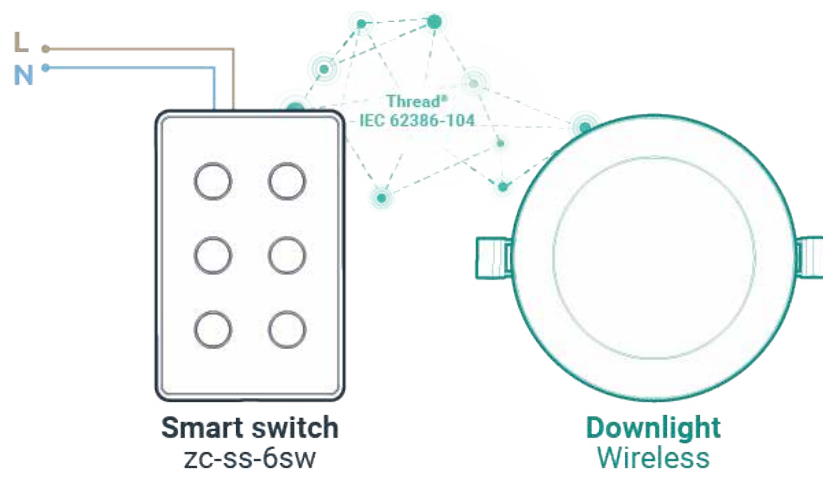 L
N
Thread®
IEC 62386-104
Smart switch
zc-ss-6sw
Downlight
Wireless